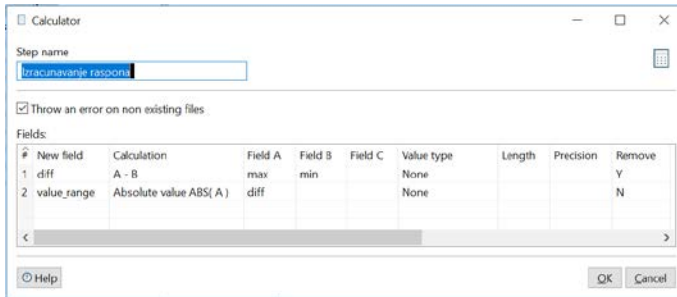 Calculator
Step name
Izracunavanje raspona
Throw an error on non existing files
Fields:
# New field Calculation Field A Field B Field C Value type Length Precision Remove
1 diff A - B max min None Y
2 value_range Absolute value ABS( A ) diff None N
Help OK Cancel